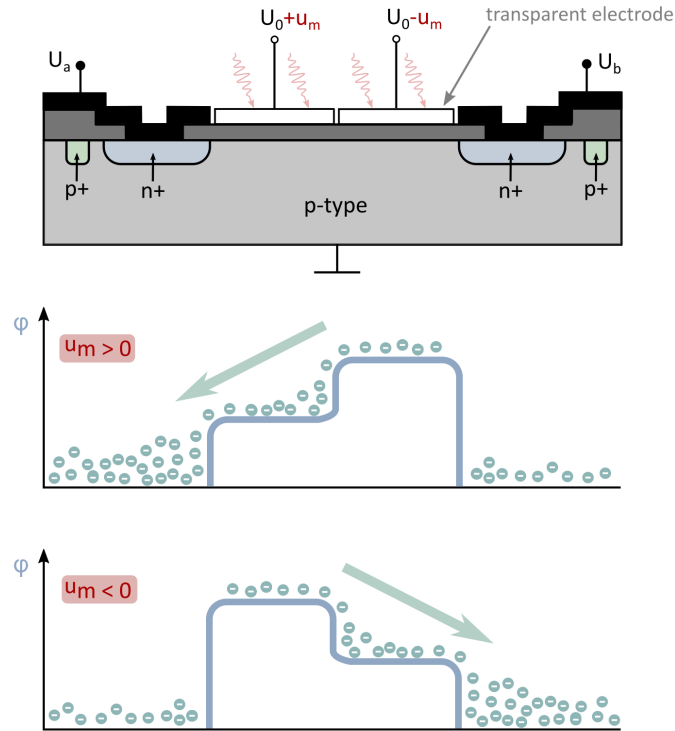 transparent electrode
U0+um
U0-um
Ua
Ub
p+
n+
n+
p+
p-type
φ
um > 0
φ
um < 0